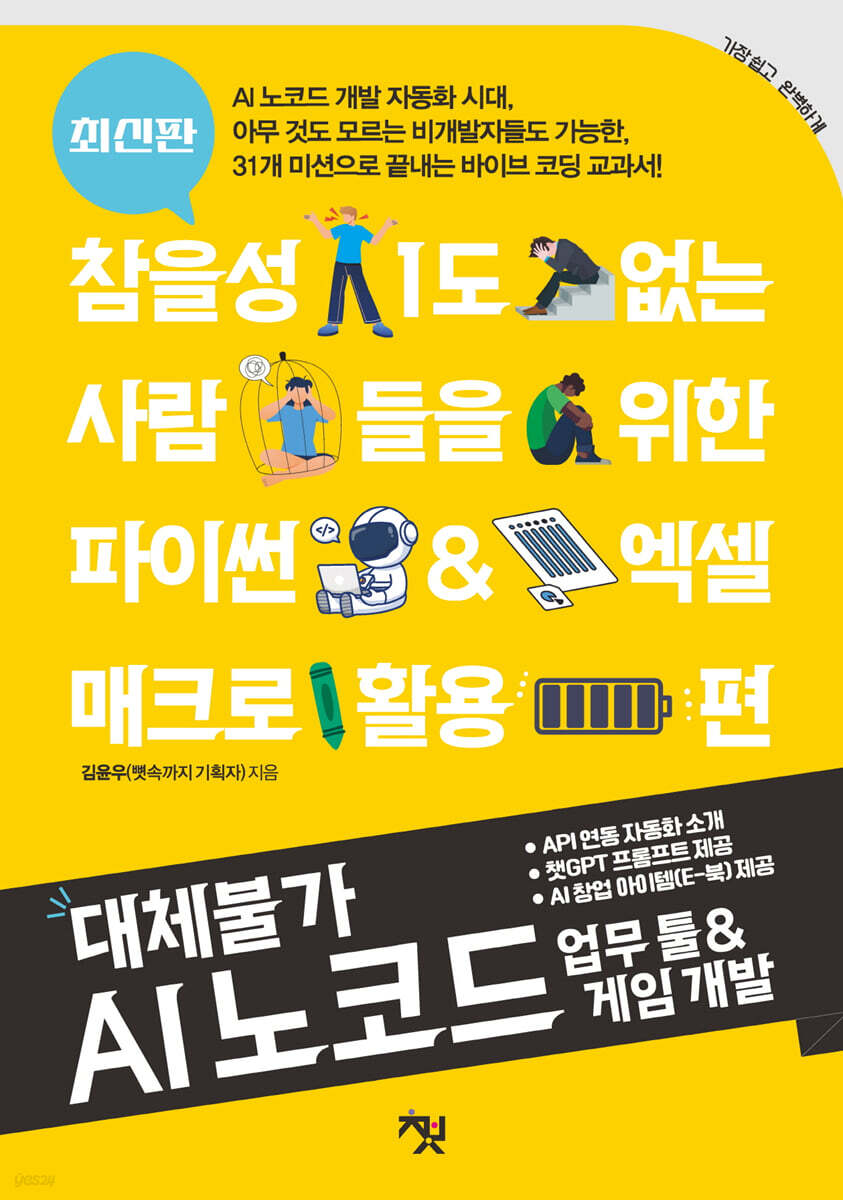 가장 쉽고 완벽하게
최신판
AI 노코드 개발 자동화 시대,
아무 것도 모르는 비개발자들도 가능한,
31개 미션으로 끝내는 바이브 코딩 교과서!
참을성 1도 없는
사람들을 위한
</>
파이썬 & 엑셀
매크로 활용편
김윤우(뼛속까지 기획자) 지음
• API 연동 자동화 소개
• 챗GPT 프롬프트 제공
• AI 창업 아이템(E-북) 제공
대체불가
AI 노코드 업무 툴&
게임 개발
책빗
yes24